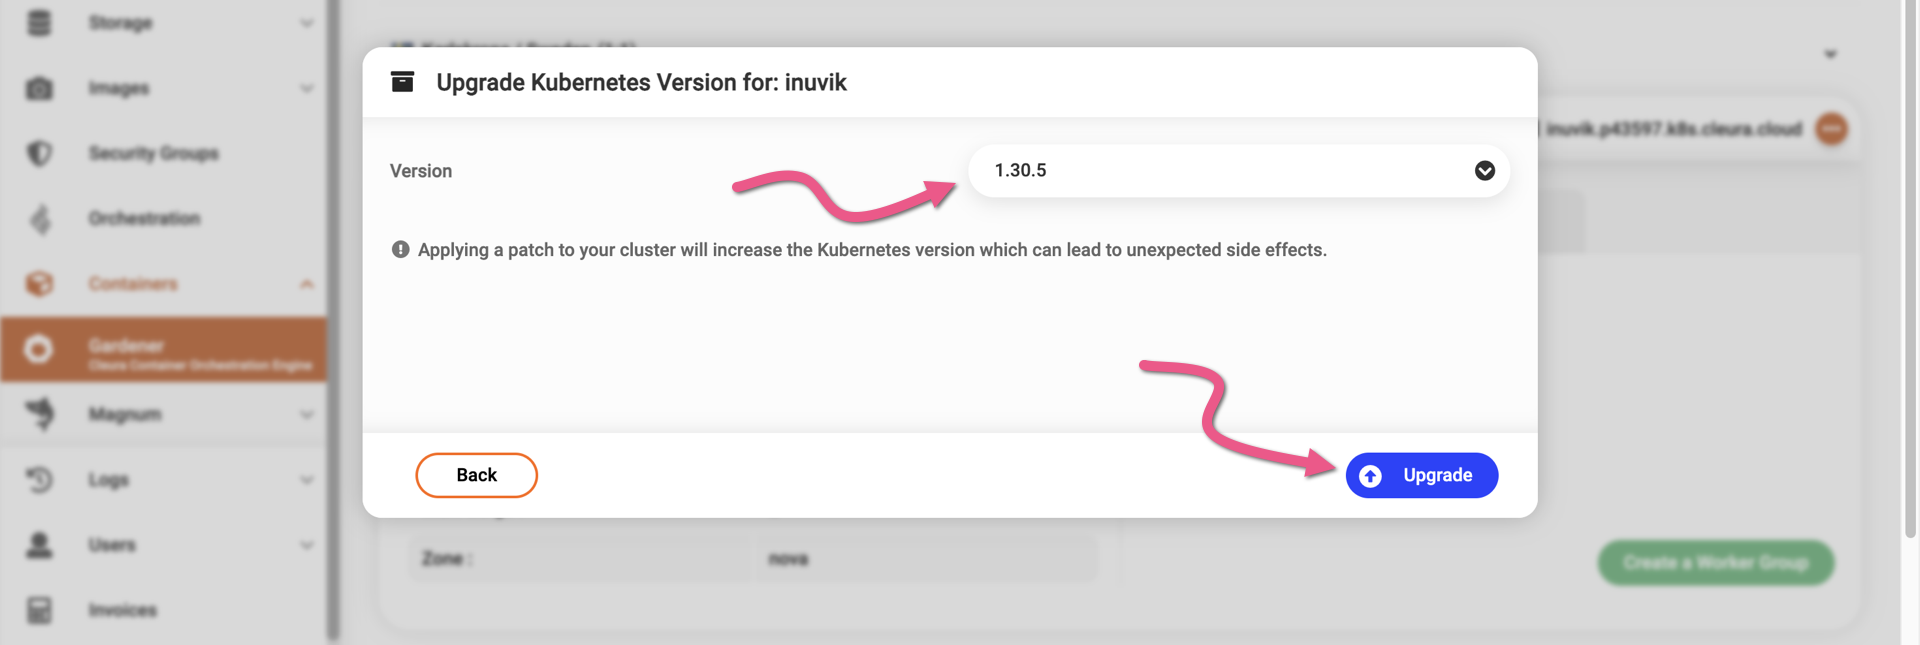 Storage
Images
Security Groups
Orchestration
Containers
Gardener
Cleura Container Orchestration Engine
Magnum
Logs
Users
Invoices
Upgrade Kubernetes Version for: inuvik
inuvik.p43597.k8s.cleura.cloud
Version
1.30.5
Applying a patch to your cluster will increase the Kubernetes version which can lead to unexpected side effects.
Back
Upgrade
Zone :
nova
Create a Worker Group